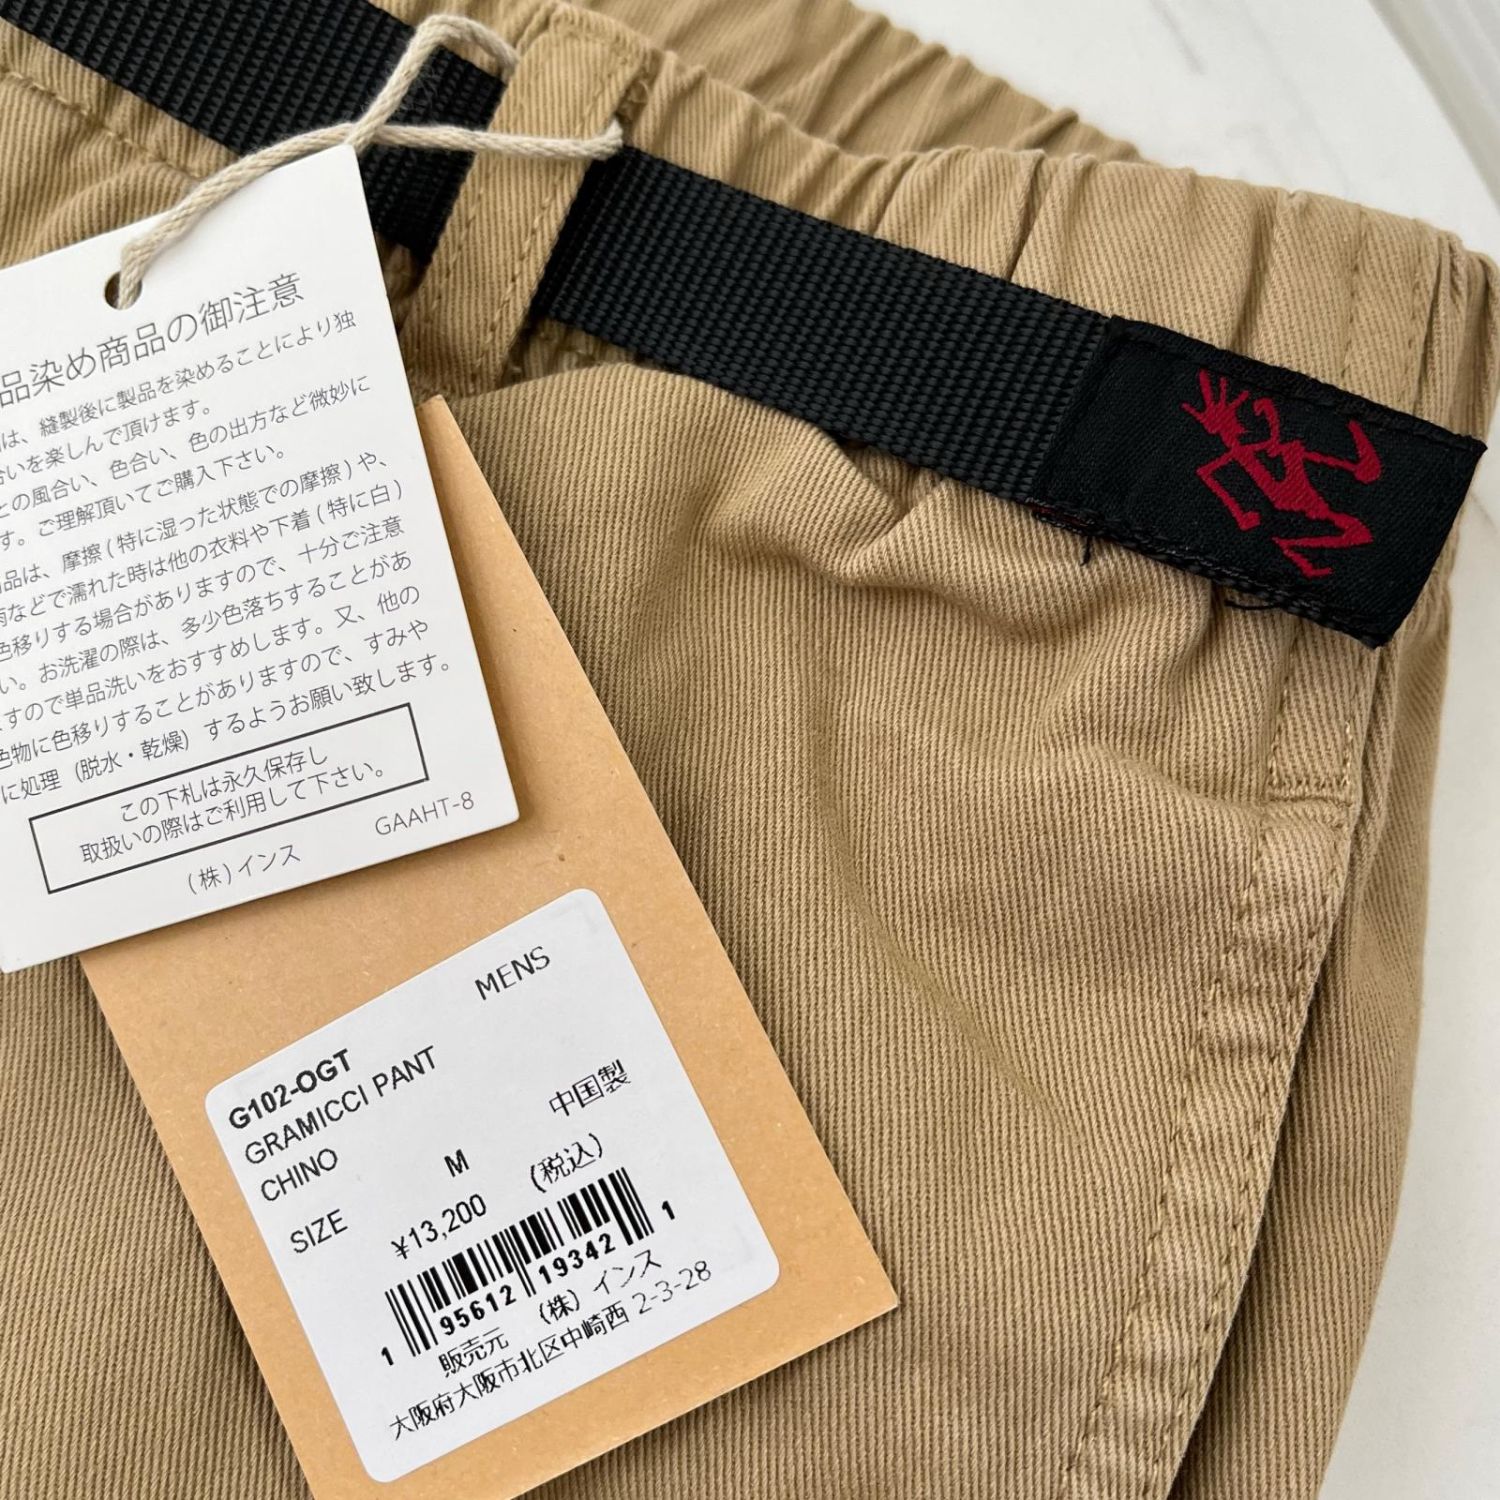 品染め商品の御注意
は、縫製後に製品を染めることにより独
合いを楽しんで頂けます。
との風合い、色合い、色の出方など微妙に
す。ご理解頂いてご購入下さい。
品は、摩擦(特に湿った状態での摩擦)や、
雨などで濡れた時は他の衣料や下着(特に白)
色移りする場合がありますので、十分ご注意
い。お洗濯の際は、多少色落ちすることがあ
ますので単品洗いをおすすめします。又、他の
色物に色移りすることがありますので、すみや
に処理(脱水・乾燥)するようお願い致します。
この下札は永久保存し
取扱いの際はご利用して下さい。
GAAHT-8
(株)インス
MENS
G102-OGT
GRAMICCI PANT
CHINO
中国製
SIZE M
¥13,200 (税込)
1 95612 19342 1
販売元 (株) インス
大阪府大阪市北区中崎西 2-3-28